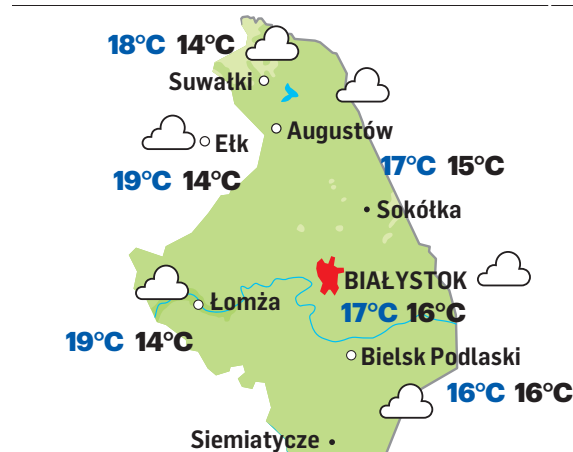 18°C 14°C
Suwałki
Augustów
Ełk
19°C 14°C
17°C 15°C
Sokółka
BIAŁYSTOK
Łomża
17°C 16°C
19°C 14°C
Bielsk Podlaski
16°C 16°C
Siemiatycze